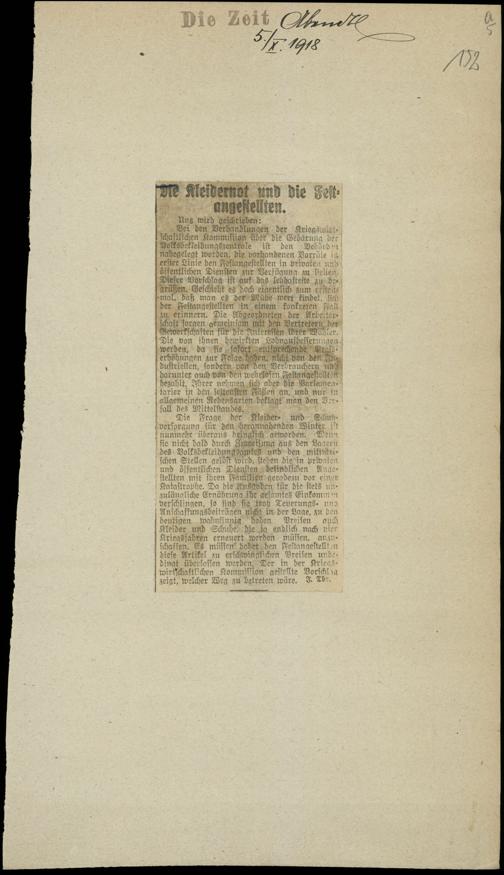 Die Zeit Abendbl.
5./X. 1918
a/5
152
Die Kleidernot und die Fest-
angestellten.
Uns wird geschrieben:
Bei den Verhandlungen der Kriegswirt-
schaftlichen Kommission über die Gebarung der
Volksbekleidungszentrale ist den Behörden
nahegelegt worden, die vorhandenen Vorräte in
erster Linie den Festangestellten in privaten und
öffentlichen Diensten zur Verfügung zu stellen.
Dieser Vorschlag ist auf das lebhafteste zu be-
grüßen. Geschieht es doch eigentlich zum ersten-
mal, daß man es der Mühe wert findet, sich
der Festangestellten in einem konkreten Fall
zu erinnern. Die Abgeordneten der Arbeiter-
schaft sorgen gemeinsam mit den Vertretern der
Gewerkschaften für die Interessen ihrer Wähler.
Die von ihnen bewirkten Lohnaufbesserungen
werden, da sie sofort entsprechende Preis-
erhöhungen zur Folge haben, nicht von den In-
dustriellen, sondern von den Verbrauchern und
darunter auch von den wehrlosen Festangestellten
bezahlt. Ihrer nehmen sich aber die Parlamen-
tarier in den seltensten Fällen an, und nur in
allgemeinen Redensarten beklagt man den Ver-
fall des Mittelstandes.
Die Frage der Kleider- und Schuh-
versorgung für den herannahenden Winter ist
nunmehr überaus dringlich geworden. Wenn
sie nicht bald durch Zuweisung aus den Lagern
des Volksbekleidungsamtes und den militäri-
schen Stellen gelöst wird, stehen die in privaten
und öffentlichen Diensten befindlichen Ange-
stellten mit ihren Familien geradezu vor einer
Katastrophe. Da die Ausgaben für die stets un-
zulängliche Ernährung ihr gesamtes Einkommen
verschlingen, so sind sie trotz Teuerungs- und
Anschaffungsbeiträgen nicht in der Lage, zu den
heutigen wahnsinnig hohen Preisen auch
Kleider und Schuhe, die ja endlich nach vier
Kriegsjahren erneuert werden müssen, anzu-
schaffen. Es müssen daher den Festangestellten
diese Artikel zu erschwinglichen Preisen unbe-
dingt überlassen werden. Der in der Kriegs-
wirtschaftlichen Kommission gestellte Vorschlag
zeigt, welcher Weg zu betreten wäre. F. Thr.